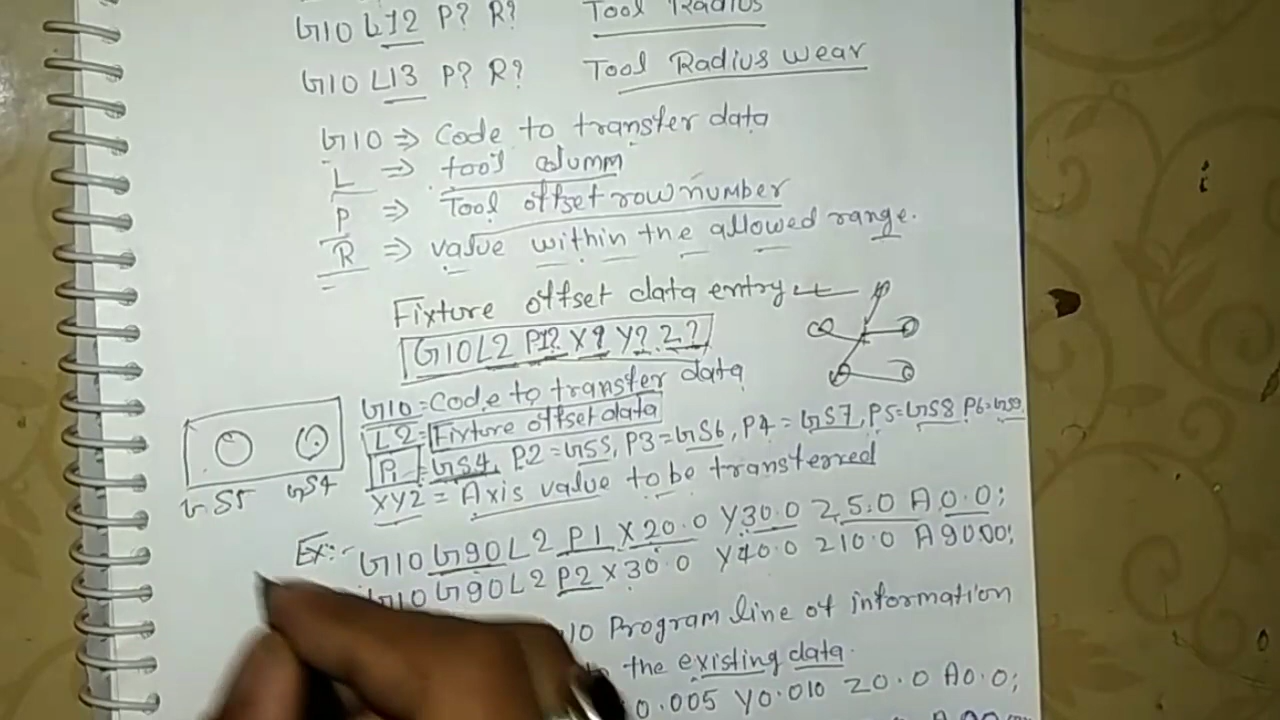 G10 L12 P? R? Tool Radius
G10 L13 P? R? Tool Radius wear
G10 ⇒ Code to transfer data
L ⇒ tool column
P ⇒ Tool offset row number
R ⇒ value within the allowed range.
Fixture offset data entry
G10L2 P1? X? Y? Z?
G10 = Code to transfer data
L2 = Fixture offset data
P1 = G54, P2 = G55, P3 = G56, P4 = G57, P5 = G58 P6 = G59
XYZ = Axis value to be transferred
G55 G54
Ex:- G10 G90 L2 P1 X20.0 Y30.0 Z5.0 A0.0;
G10 G90 L2 P2 X30.0 Y40.0 Z10.0 A90.00;
10 Program line of information
the existing data.
0.005 Y0.010 Z0.0 A0.0;